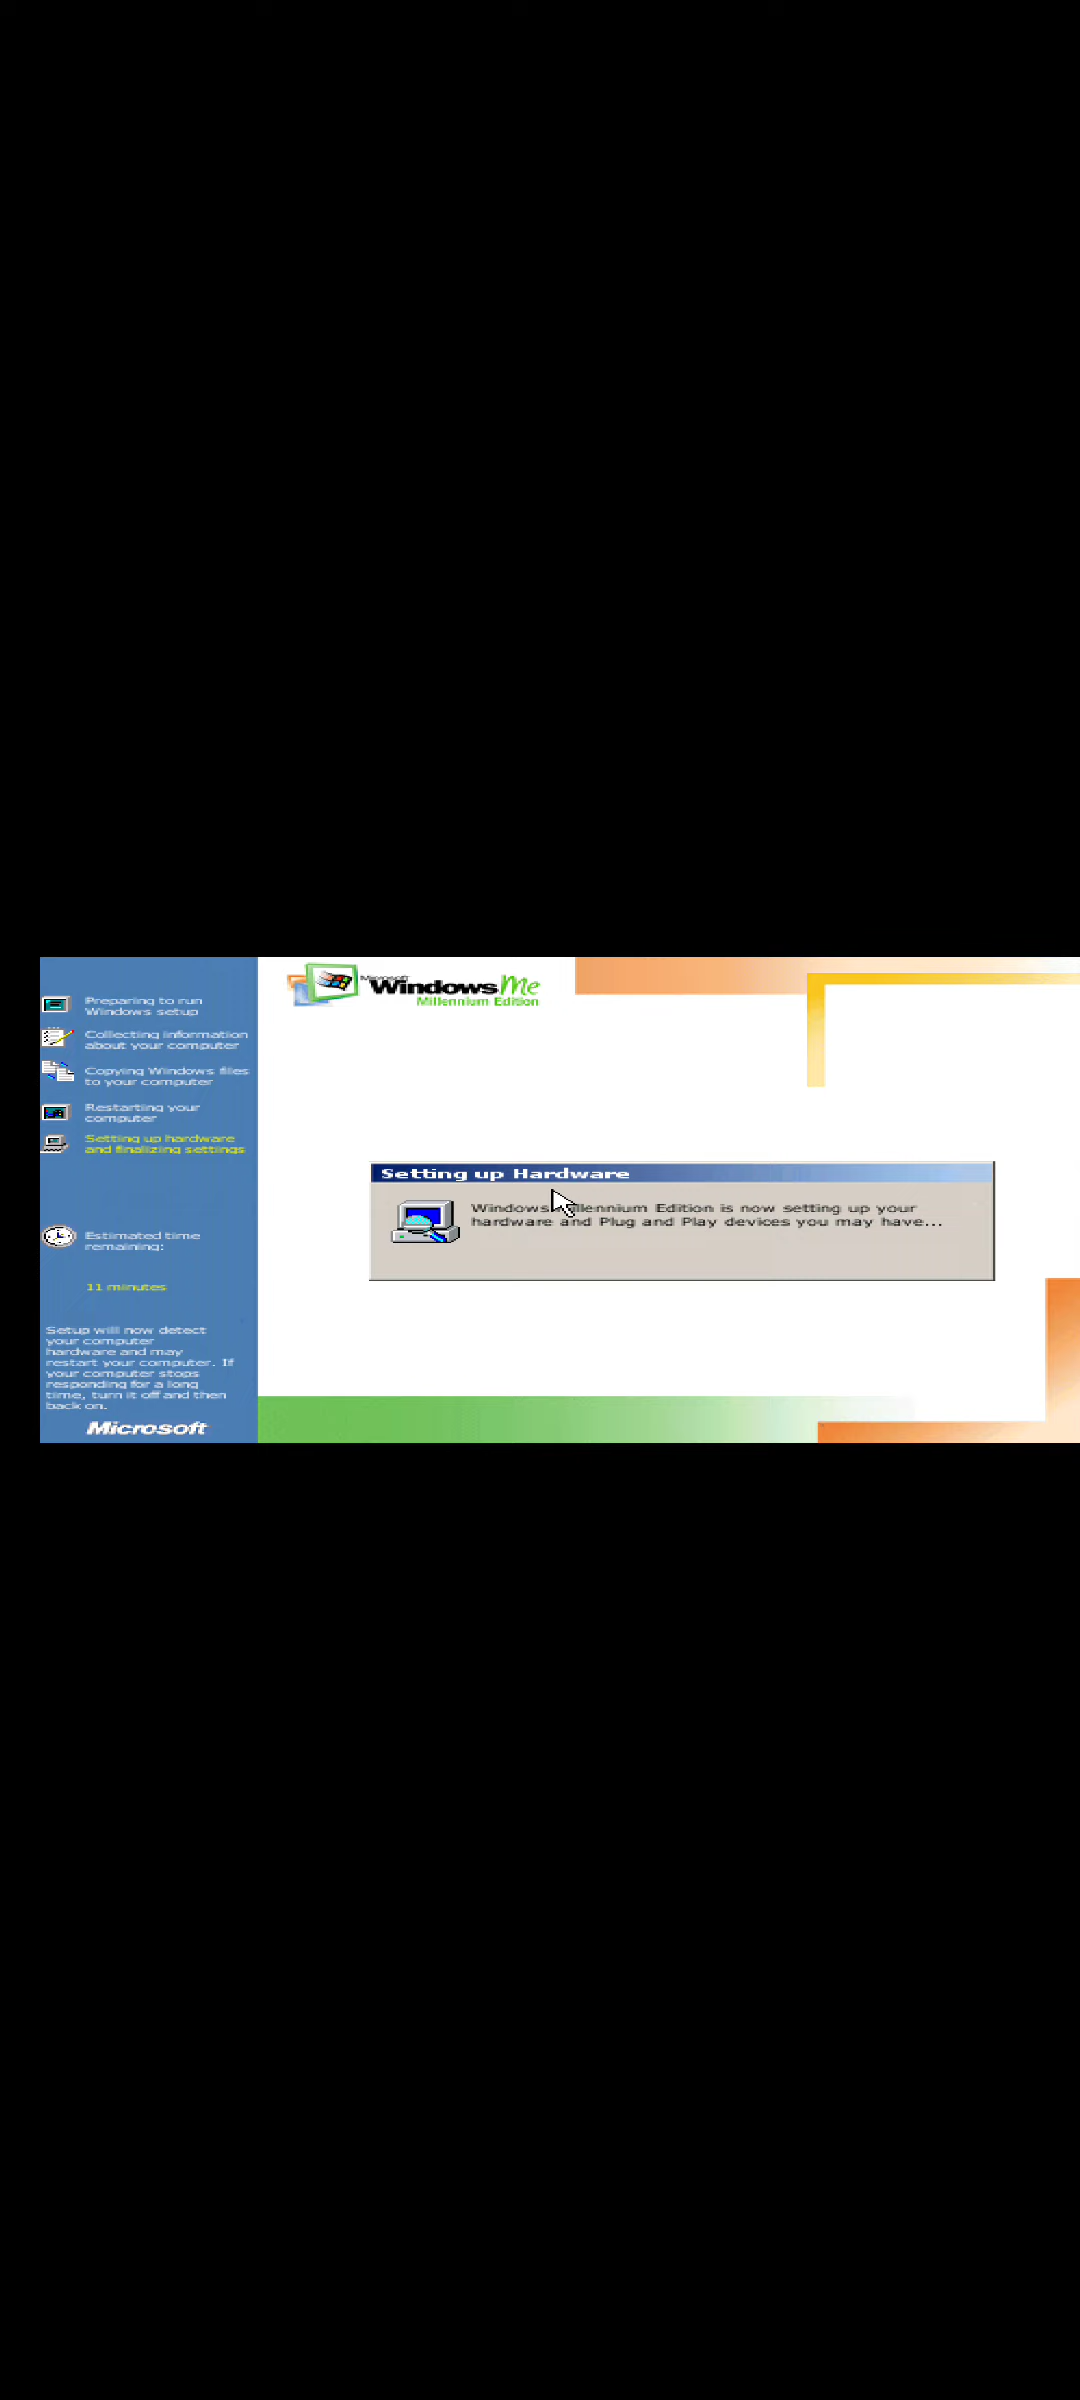 Preparing to run
Windows setup
Collecting information
about your computer
Copying Windows files
to your computer
Restarting your
computer
Setting up hardware
and finalizing settings
Estimated time
remaining:
11 minutes
Setup will now detect
your computer
hardware and may
restart your computer. If
your computer stops
responding for a long
time, turn it off and then
back on.
Microsoft
Microsoft
Windows Me
Millennium Edition
Setting up Hardware
Windows Millennium Edition is now setting up your
hardware and Plug and Play devices you may have...